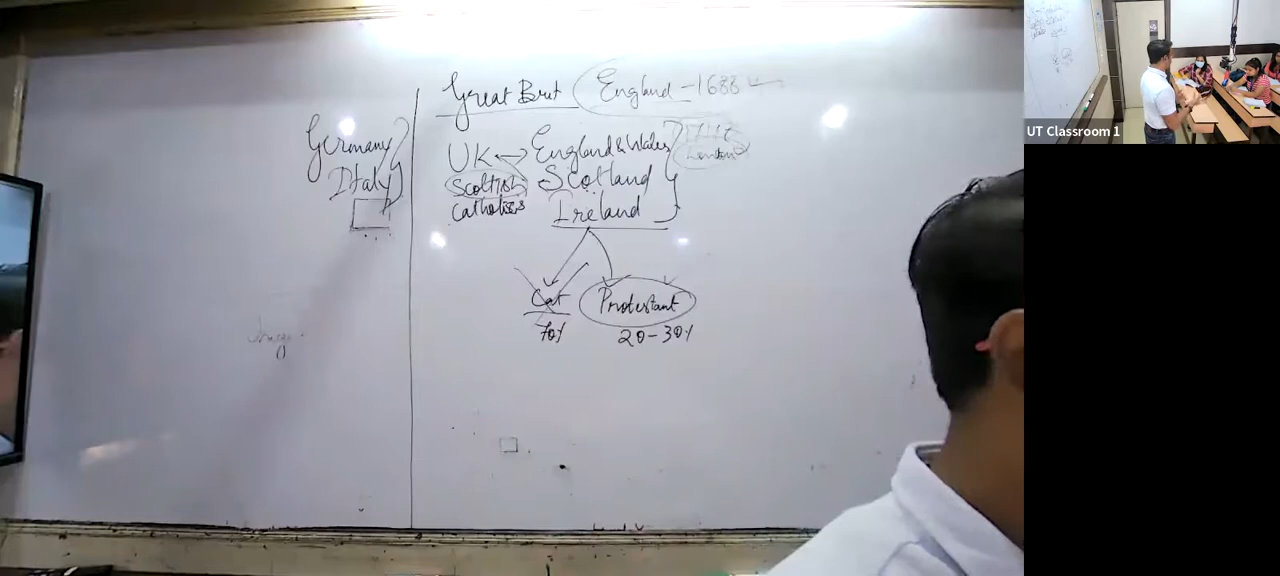 Germany
Italy
Great Brit
England - 1688
UK
England & Wales
Scottish
Scotland
Catholics
Ireland
Cat
Protestant
70%
20-30%
UT Classroom 1